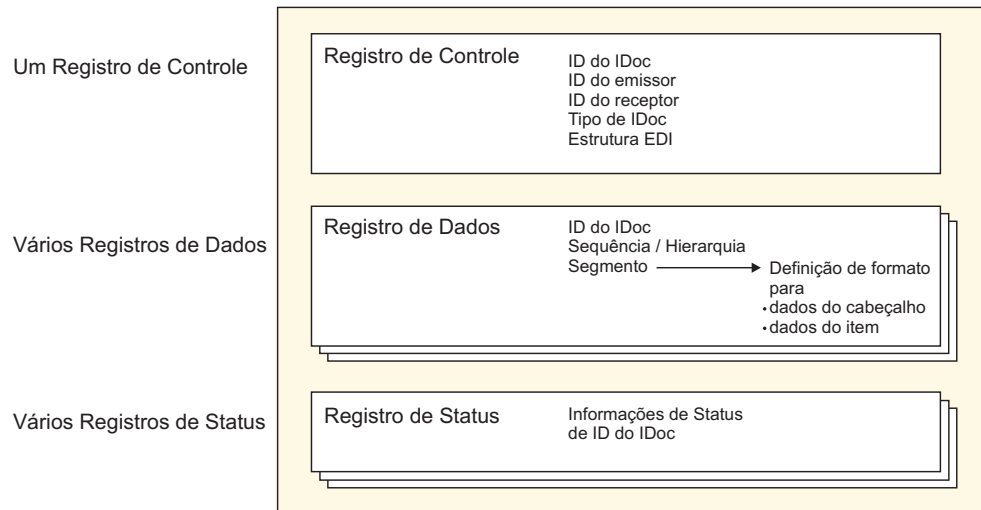 Um Registro de Controle
Registro de Controle
ID do IDoc
ID do emissor
ID do receptor
Tipo de IDoc
Estrutura EDI
Vários Registros de Dados
Registro de Dados
ID do IDoc
Sequência / Hierarquia
Segmento
Definição de formato
para
•dados do cabeçalho
•dados do item
Vários Registros de Status
Registro de Status
Informações de Status
de ID do IDoc